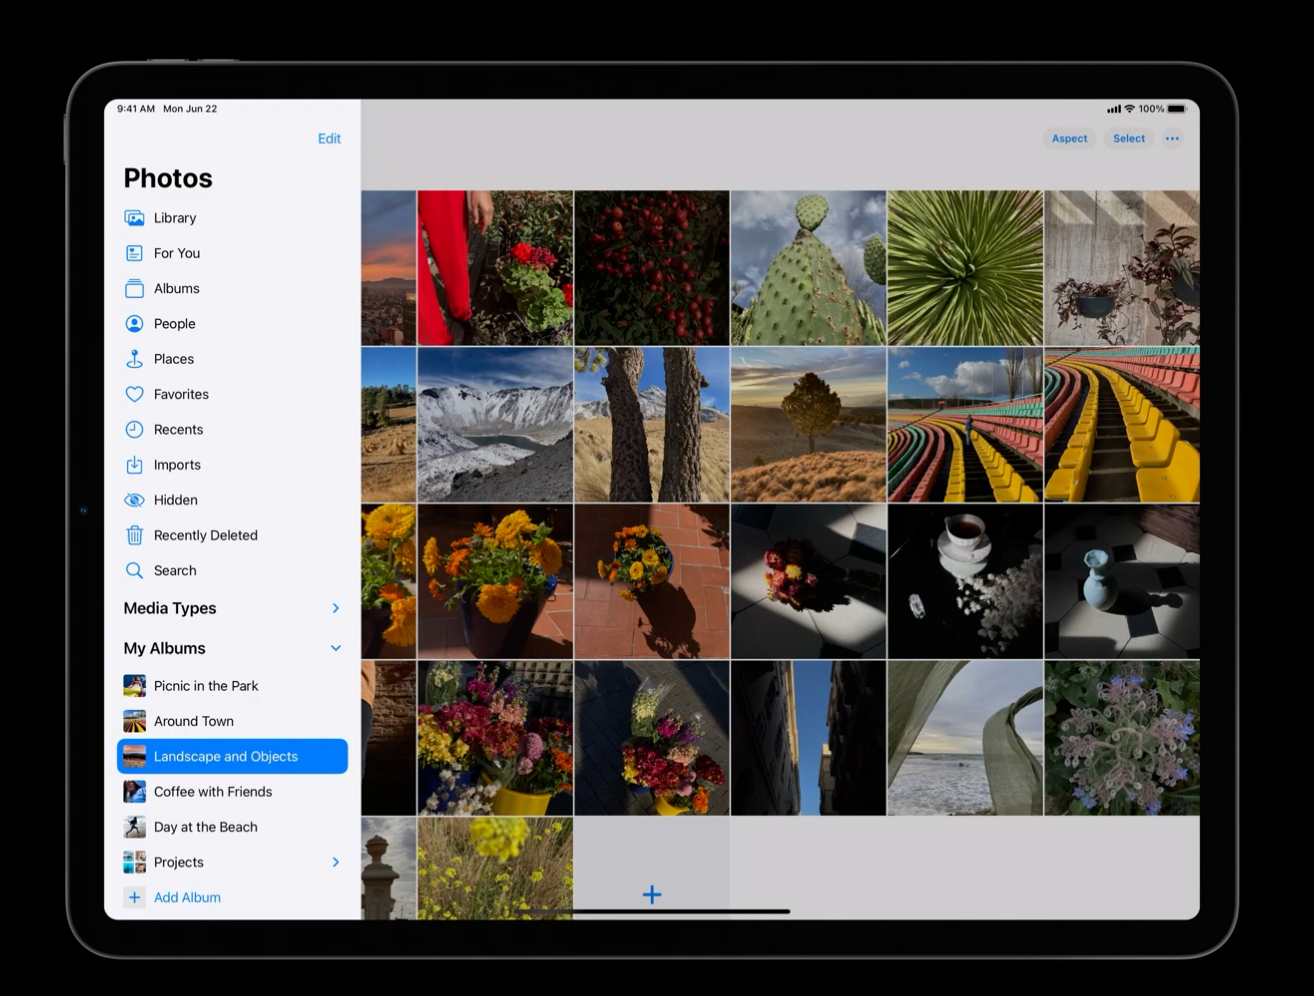 9:41 AM Mon Jun 22
100%
Edit
Aspect
Select
Photos
Library
For You
Albums
People
Places
Favorites
Recents
Imports
Hidden
Recently Deleted
Search
Media Types
My Albums
Picnic in the Park
Around Town
Landscape and Objects
Coffee with Friends
Day at the Beach
Projects
Add Album